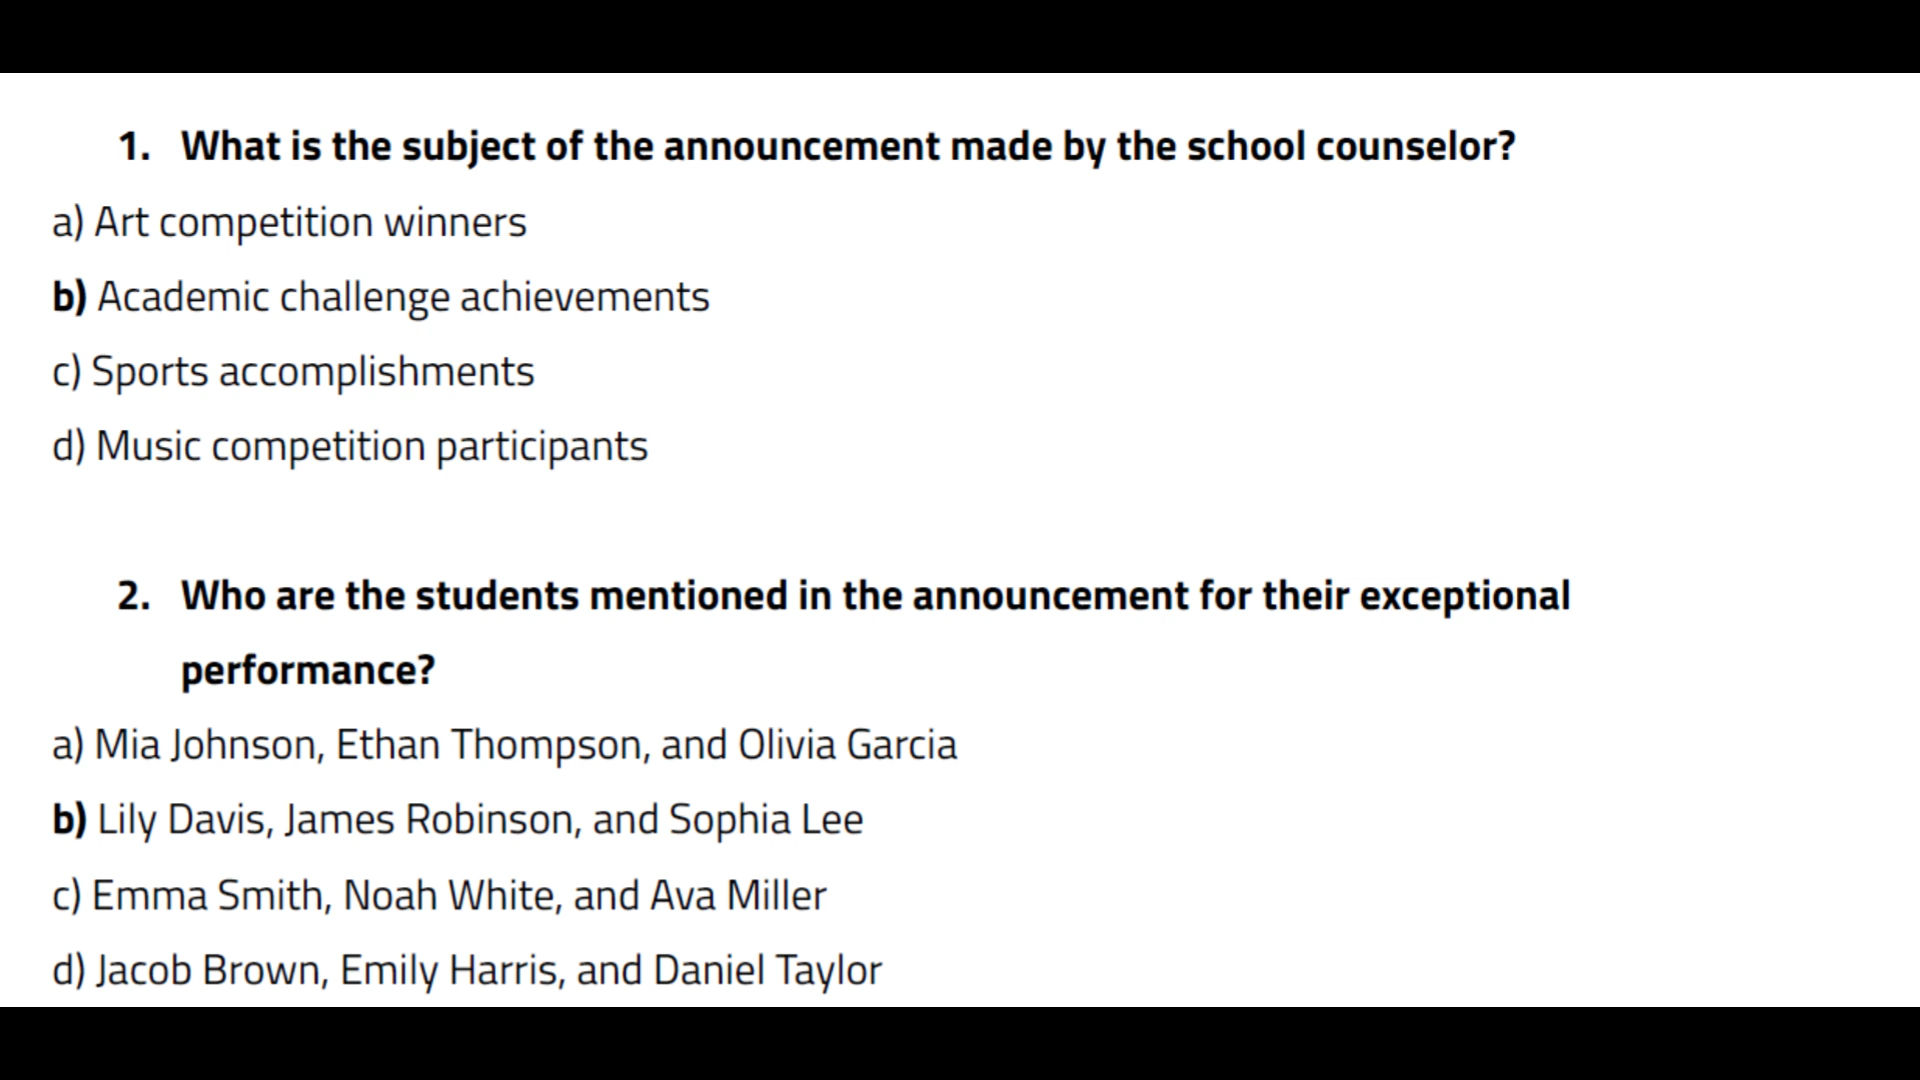 1. What is the subject of the announcement made by the school counselor?
a) Art competition winners
b) Academic challenge achievements
c) Sports accomplishments
d) Music competition participants
2. Who are the students mentioned in the announcement for their exceptional
performance?
a) Mia Johnson, Ethan Thompson, and Olivia Garcia
b) Lily Davis, James Robinson, and Sophia Lee
c) Emma Smith, Noah White, and Ava Miller
d) Jacob Brown, Emily Harris, and Daniel Taylor